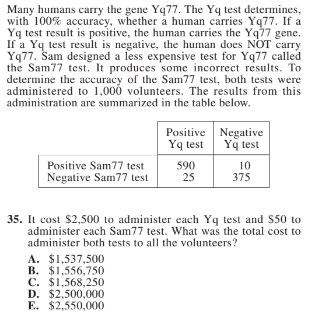 Many humans carry the gene Yq77. The Yq test determines,
with 100% accuracy, whether a human carries Yq77. If a
Yq test result is positive, the human carries the Yq77 gene.
If a Yq test result is negative, the human does NOT carry
Yq77. Sam designed a less expensive test for Yq77 called
the Sam77 test. It produces some incorrect results. To
determine the accuracy of the Sam77 test, both tests were
administered to 1,000 volunteers. The results from this
administration are summarized in the table below.
Positive Negative
Yq test Yq test
Positive Sam77 test 590 10
Negative Sam77 test 25 375
35. It cost $2,500 to administer each Yq test and $50 to
administer each Sam77 test. What was the total cost to
administer both tests to all the volunteers?
A. $1,537,500
B. $1,556,750
C. $1,568,250
D. $2,500,000
E. $2,550,000